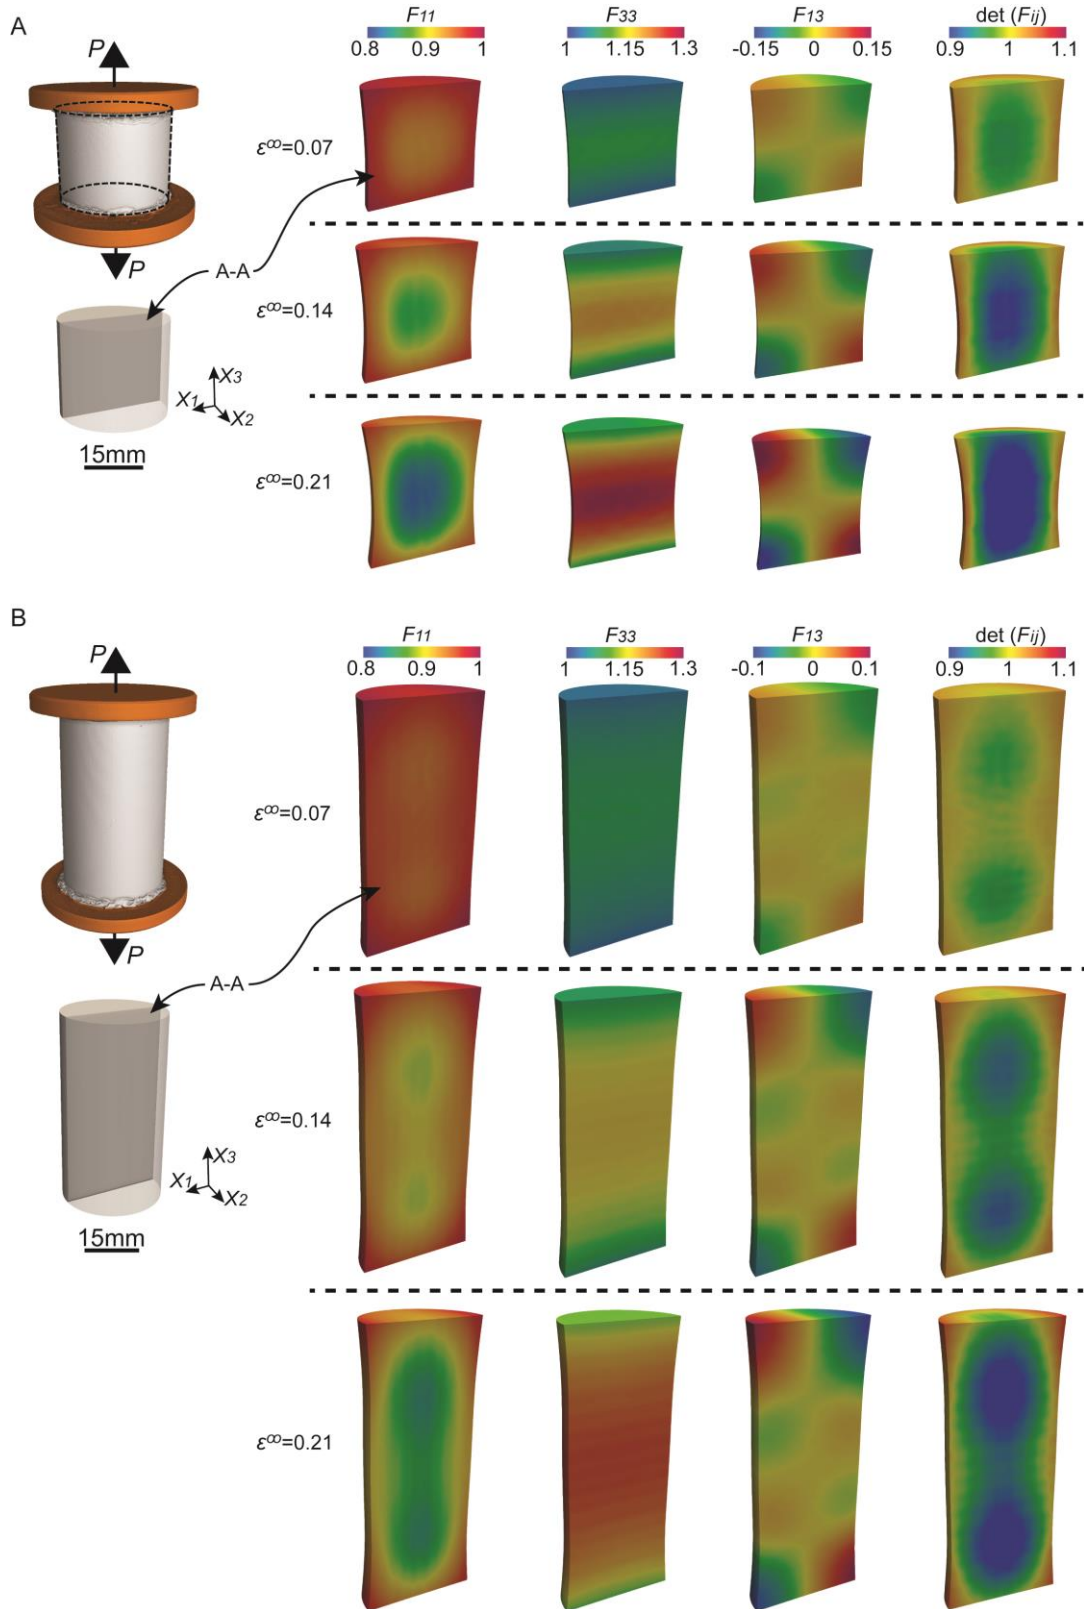 A
P
P
A-A
X3
X1
X2
15mm
F11
F33
F13
det (Fij)
0.8 0.9 1
1 1.15 1.3
-0.15 0 0.15
0.9 1 1.1
ε∞=0.07
ε∞=0.14
ε∞=0.21
B
P
P
A-A
X3
X1
X2
15mm
F11
F33
F13
det (Fij)
0.8 0.9 1
1 1.15 1.3
-0.1 0 0.1
0.9 1 1.1
ε∞=0.07
ε∞=0.14
ε∞=0.21